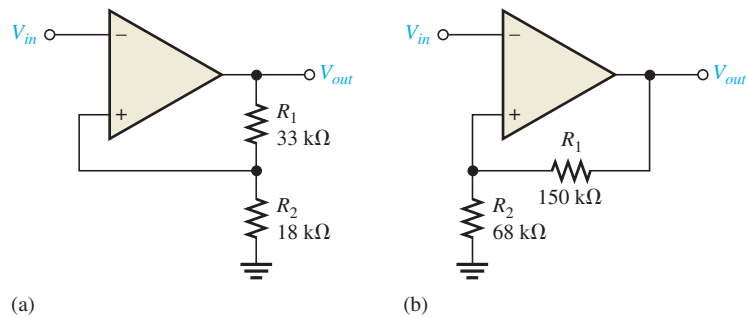 V_in
−
+
V_out
R_1
33 kΩ
R_2
18 kΩ
(a)
V_in
−
+
V_out
R_1
150 kΩ
R_2
68 kΩ
(b)